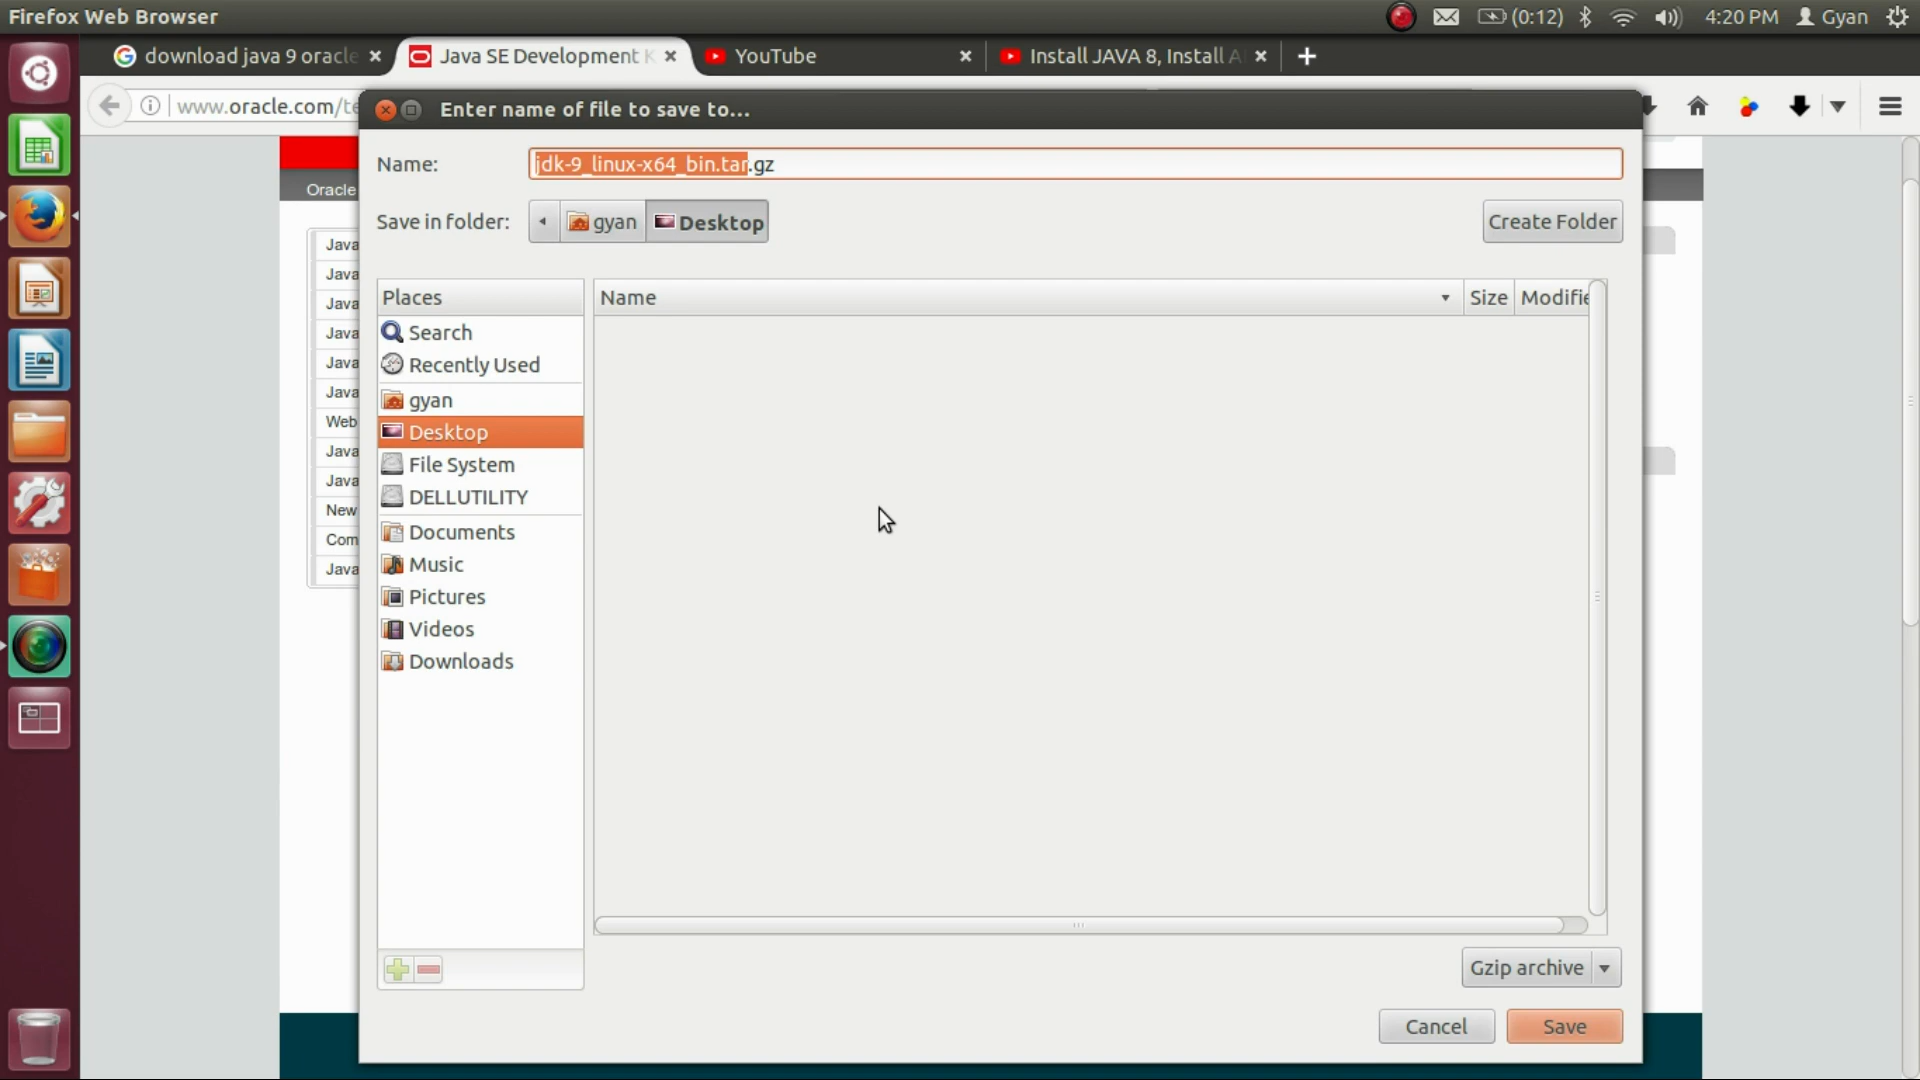 Firefox Web Browser
(0:12)
4:20 PM
Gyan
download java 9 oracle
Java SE Development K
YouTube
Install JAVA 8, Install A
www.oracle.com/te
Enter name of file to save to...
Name:
jdk-9_linux-x64_bin.tar.gz
Oracle
Save in folder:
gyan
Desktop
Create Folder
Java
Java
Java
Java
Java
Java
Web
Java
Java
New
Com
Java
Places
Name
Size
Modifie
Search
Recently Used
gyan
Desktop
File System
DELLUTILITY
Documents
Music
Pictures
Videos
Downloads
Gzip archive
Cancel
Save